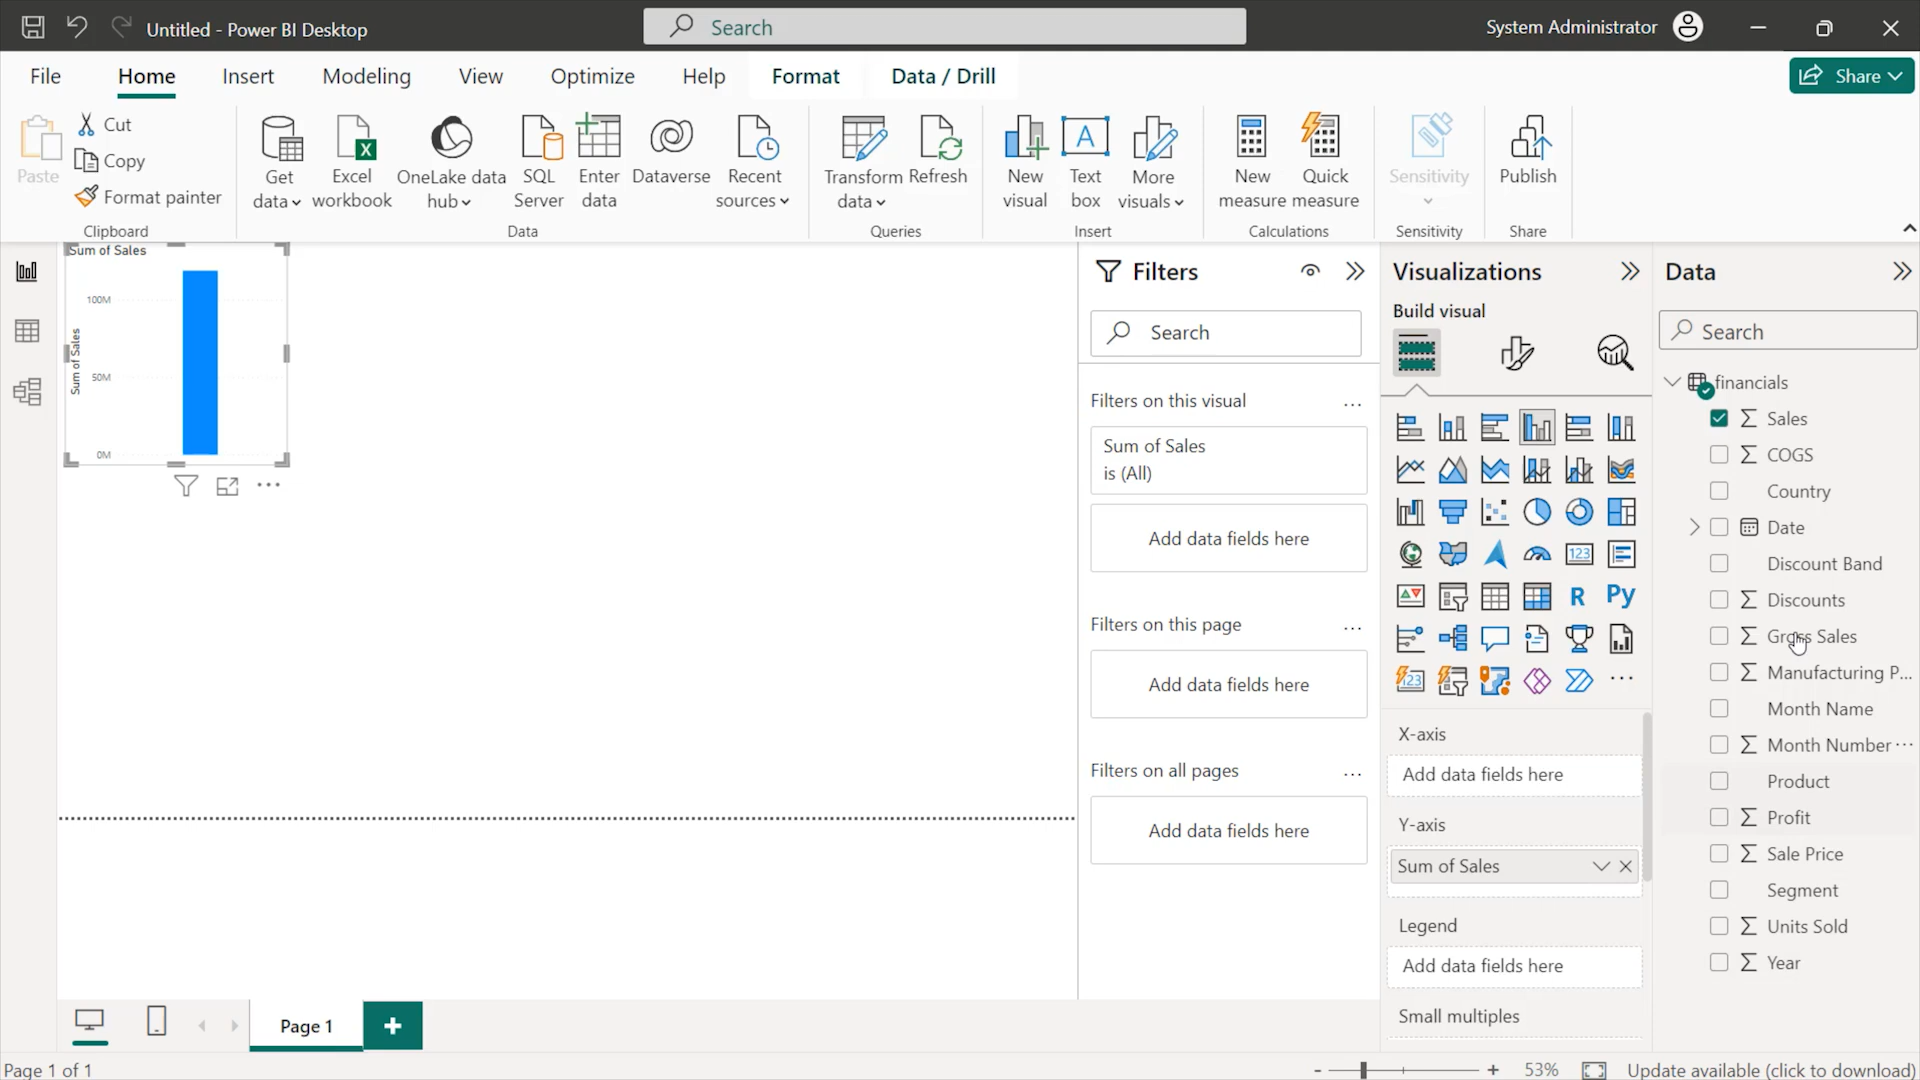 Untitled - Power BI Desktop
Search
System Administrator
File
Home
Insert
Modeling
View
Optimize
Help
Format
Data / Drill
Share
Paste
Cut
Copy
Format painter
Clipboard
Get data
Excel workbook
OneLake data hub
SQL Server
Enter data
Dataverse
Recent sources
Data
Transform data
Refresh
Queries
New visual
A
Text box
More visuals
Insert
New measure
Quick measure
Calculations
Sensitivity
Sensitivity
Publish
Share
Sum of Sales
Sum of Sales
100M
50M
0M
Filters
Search
Filters on this visual
Sum of Sales
is (All)
Add data fields here
Filters on this page
Add data fields here
Filters on all pages
Add data fields here
Visualizations
Build visual
123
R
Py
123
X-axis
Add data fields here
Y-axis
Sum of Sales
Legend
Add data fields here
Small multiples
Data
Search
financials
Sales
COGS
Country
Date
Discount Band
Discounts
Gross Sales
Manufacturing P...
Month Name
Month Number
Product
Profit
Sale Price
Segment
Units Sold
Year
Page 1
Page 1 of 1
- + 53%
Update available (click to download)